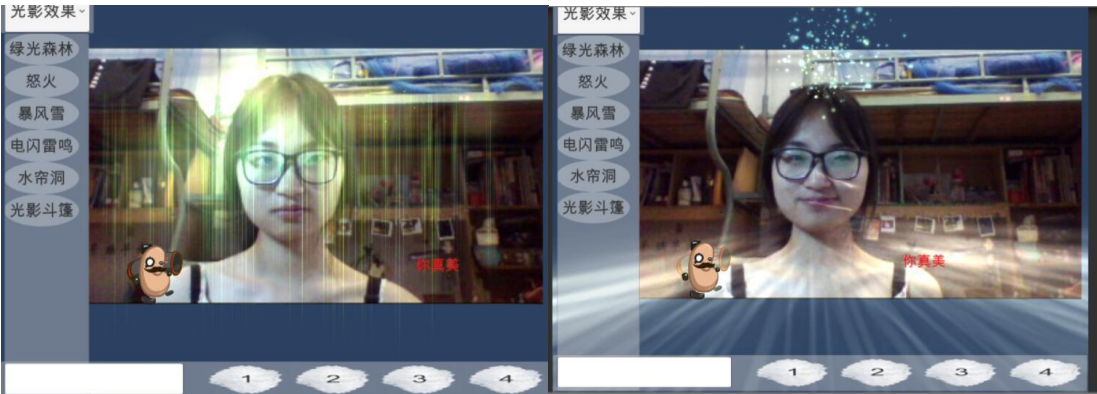 光影效果
绿光森林
怒火
暴风雪
电闪雷鸣
水帘洞
光影斗篷
你真美
1
2
3
4
光影效果
绿光森林
怒火
暴风雪
电闪雷鸣
水帘洞
光影斗篷
你真美
1
2
3
4